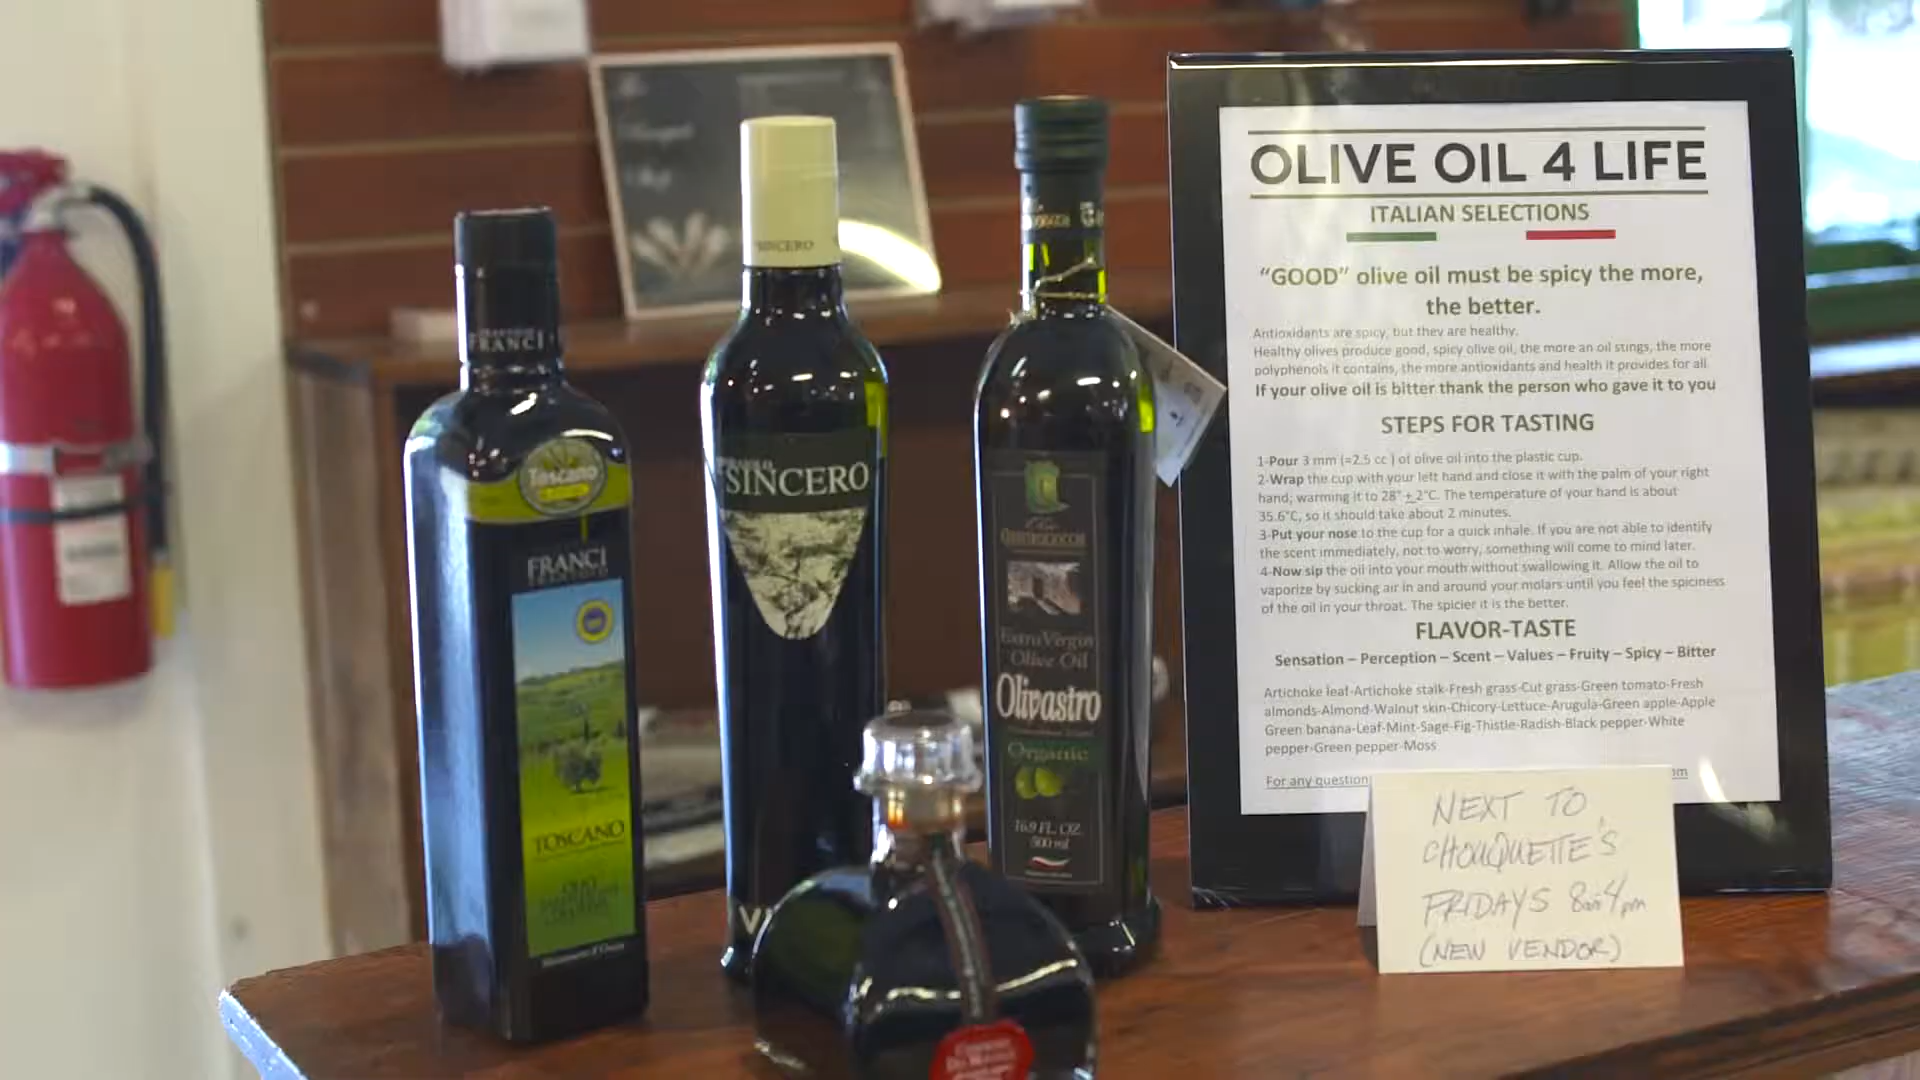 FRANCI
Toscano
FRANCI
TOSCANO
OLIO
SINCERO
SINCERO
Extra Virgin
Olive Oil
Olivastro
Organic
16.9 FL. OZ.
500 ml
OLIVE OIL 4 LIFE
ITALIAN SELECTIONS
“GOOD” olive oil must be spicy the more,
the better.
Antioxidants are spicy, but they are healthy.
Healthy olives produce good, spicy olive oil, the more an oil stings, the more
polyphenols it contains, the more antioxidants and health it provides for all
If your olive oil is bitter thank the person who gave it to you
STEPS FOR TASTING
1-Pour 3 mm (=2.5 cc ) of olive oil into the plastic cup.
2-Wrap the cup with your left hand and close it with the palm of your right
hand; warming it to 28° ± 2°C. The temperature of your hand is about
35.6°C, so it should take about 2 minutes.
3-Put your nose to the cup for a quick inhale. If you are not able to identify
the scent immediately, not to worry, something will come to mind later.
4-Now sip the oil into your mouth without swallowing it. Allow the oil to
vaporize by sucking air in and around your molars until you feel the spiciness
of the oil in your throat. The spicier it is the better.
FLAVOR-TASTE
Sensation – Perception – Scent – Values – Fruity – Spicy – Bitter
Artichoke leaf-Artichoke stalk-Fresh grass-Cut grass-Green tomato-Fresh
almonds-Almond-Walnut skin-Chicory-Lettuce-Arugula-Green apple-Apple
Green banana-Leaf-Mint-Sage-Fig-Thistle-Radish-Black pepper-White
pepper-Green pepper-Moss
For any question
NEXT TO
CHOUQUETTE'S
FRIDAYS 8am-4pm
(NEW VENDOR)